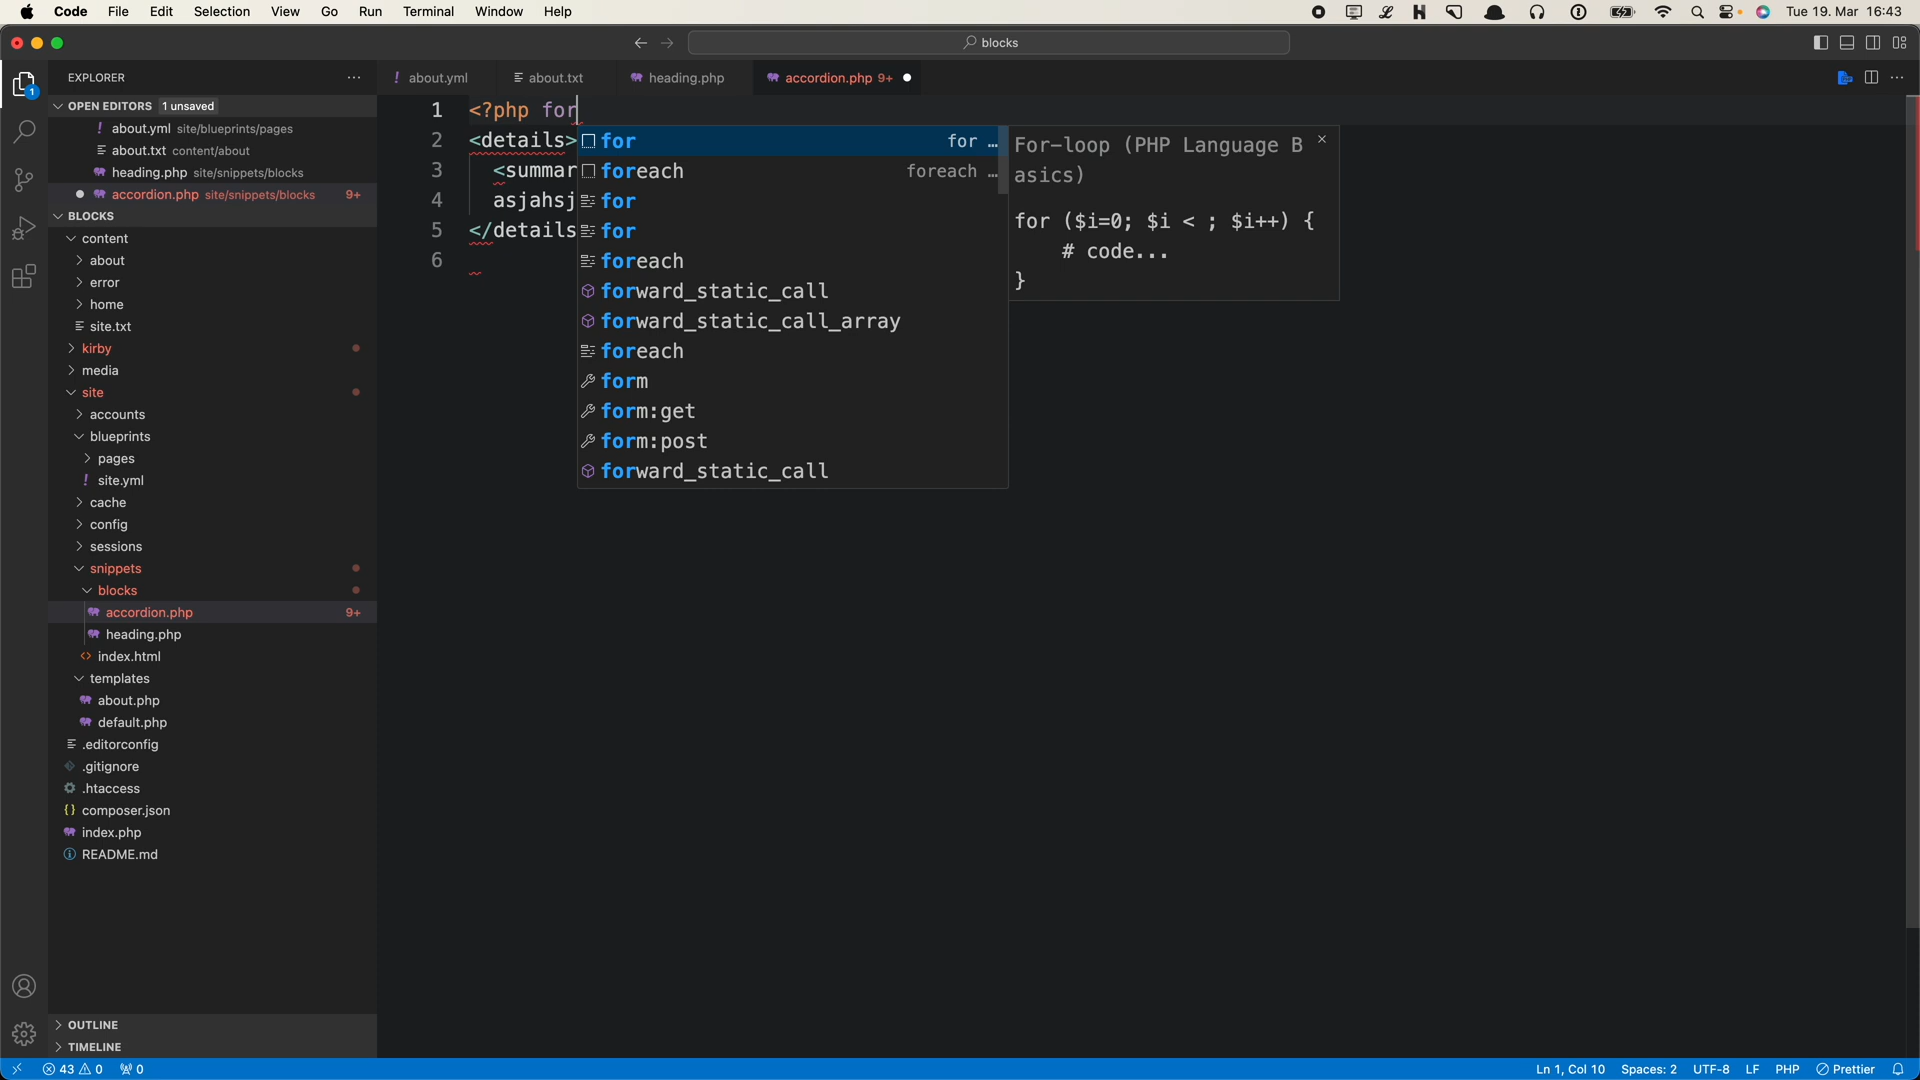 Code File Edit Selection View Go Run Terminal Window Help
Tue 19. Mar 16:43
blocks
EXPLORER
OPEN EDITORS 1 unsaved
! about.yml site/blueprints/pages
about.txt content/about
heading.php site/snippets/blocks
accordion.php site/snippets/blocks 9+
BLOCKS
content
about
error
home
site.txt
kirby
media
site
accounts
blueprints
pages
! site.yml
cache
config
sessions
snippets
blocks
accordion.php 9+
heading.php
<> index.html
templates
about.php
default.php
.editorconfig
.gitignore
.htaccess
{} composer.json
index.php
README.md
OUTLINE
TIMELINE
! about.yml about.txt heading.php accordion.php 9+
1 <?php for
2 <details>
3 <summar
4 asjahsj
5 </details
6
for for ...
foreach foreach ...
for
for
foreach
forward_static_call
forward_static_call_array
foreach
form
form:get
form:post
forward_static_call
For-loop (PHP Language B
asics)
for ($i=0; $i < ; $i++) {
# code...
}
1
43 0 0
Ln 1, Col 10 Spaces: 2 UTF-8 LF PHP Prettier